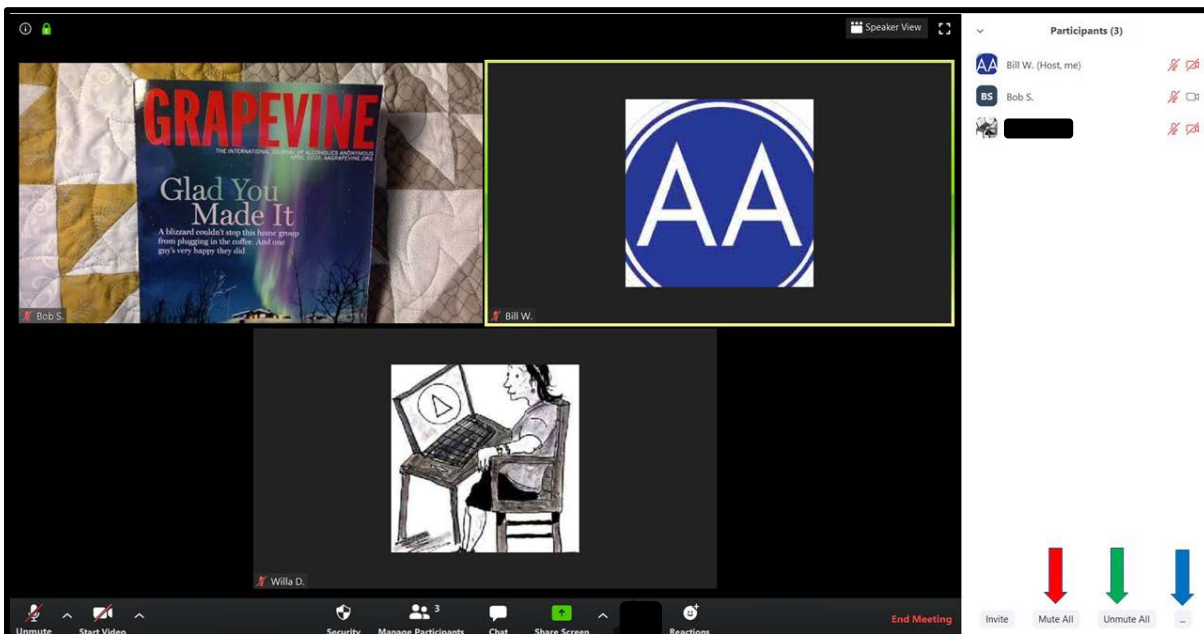 Speaker View
Participants (3)
GRAPEVINE
THE INTERNATIONAL JOURNAL OF ALCOHOLICS ANONYMOUS
APRIL 2020, AAGRAPEVINE.ORG
Glad You
Made It
A blizzard couldn't stop this home group
from plugging in the coffee. And one
guy's very happy they did
Bob S.
AA
Bill W.
Willa D.
AA Bill W. (Host, me)
BS Bob S.
Invite Mute All Unmute All ...
Unmute Start Video Security Manage Participants 3 Chat Share Screen Reactions End Meeting